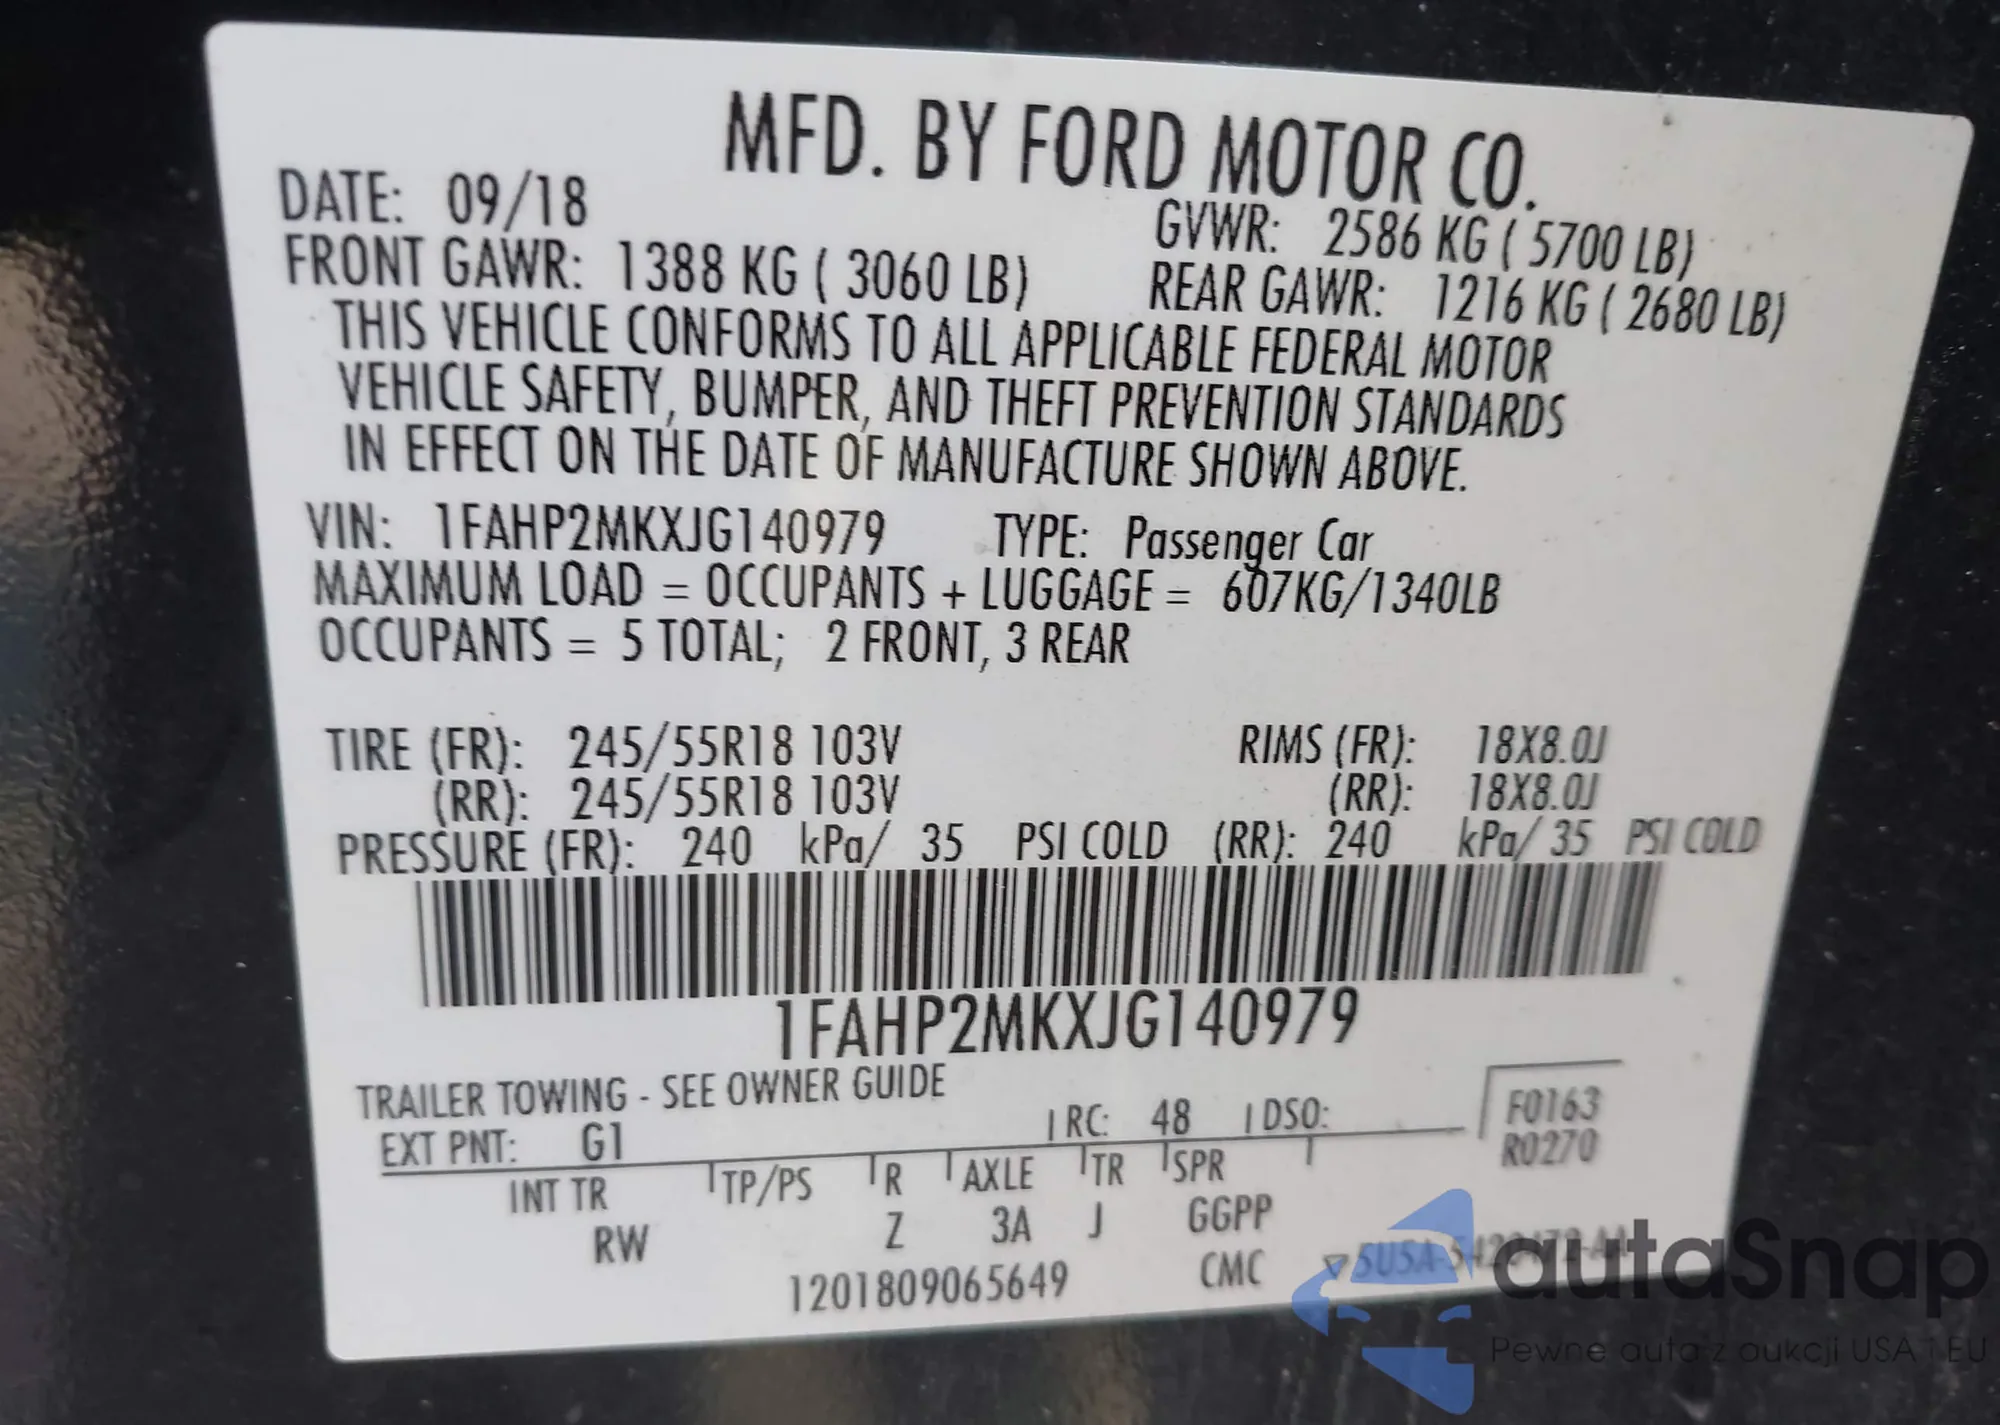 MFD. BY FORD MOTOR CO.
DATE: 09/18
GVWR: 2586 KG ( 5700 LB)
FRONT GAWR: 1388 KG ( 3060 LB)
REAR GAWR: 1216 KG ( 2680 LB)
THIS VEHICLE CONFORMS TO ALL APPLICABLE FEDERAL MOTOR
VEHICLE SAFETY, BUMPER, AND THEFT PREVENTION STANDARDS
IN EFFECT ON THE DATE OF MANUFACTURE SHOWN ABOVE.
VIN: 1FAHP2MKXJG140979 TYPE: Passenger Car
MAXIMUM LOAD = OCCUPANTS + LUGGAGE = 607KG/1340LB
OCCUPANTS = 5 TOTAL; 2 FRONT, 3 REAR
TIRE (FR): 245/55R18 103V RIMS (FR): 18X8.0J
(RR): 245/55R18 103V (RR): 18X8.0J
PRESSURE (FR): 240 kPa/ 35 PSI COLD (RR): 240 kPa/ 35 PSI COLD
1FAHP2MKXJG140979
TRAILER TOWING - SEE OWNER GUIDE
EXT PNT: G1 RC: 48 DSO:
F0163
R0270
INT TR TP/PS R AXLE TR SPR
RW Z 3A J GGPP
1201809065649 CMC
autaSnap
Pewne auta z aukcji USA i EU